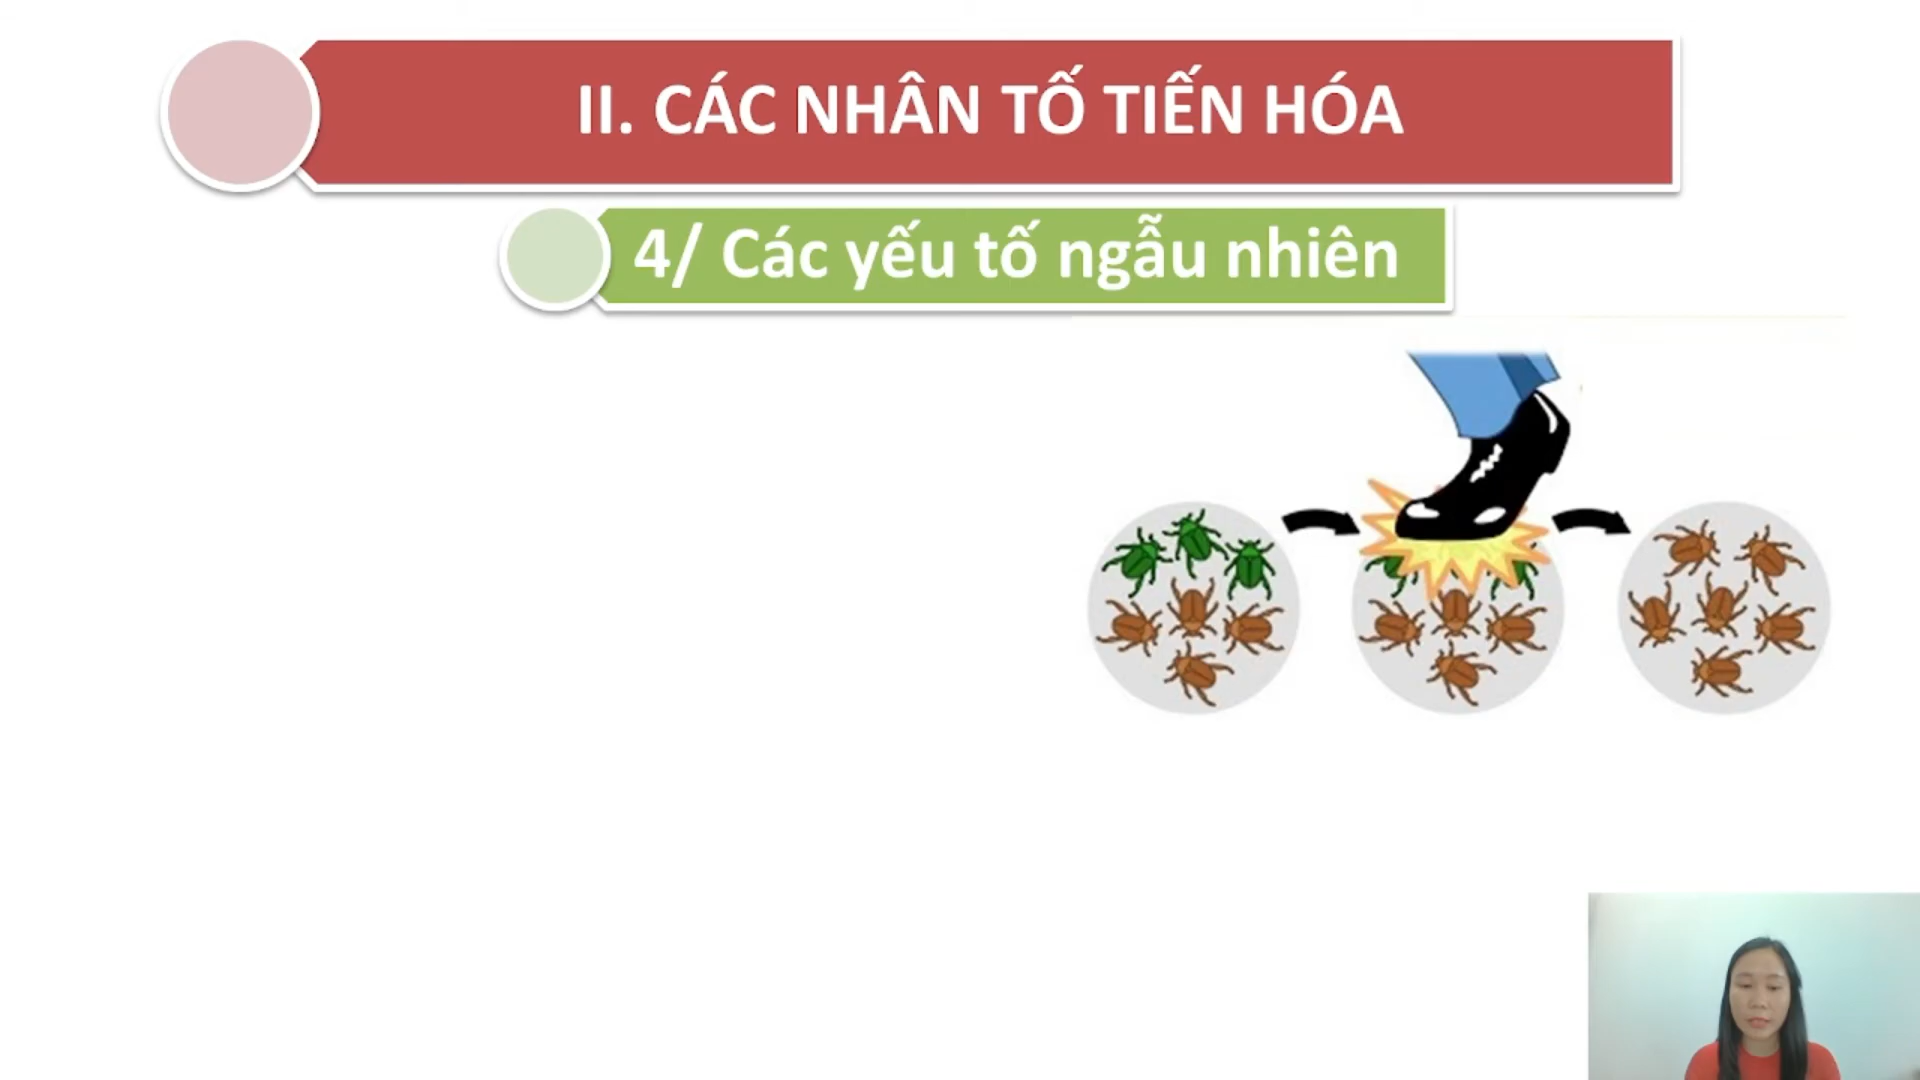 II. CÁC NHÂN TỐ TIẾN HÓA
4/ Các yếu tố ngẫu nhiên